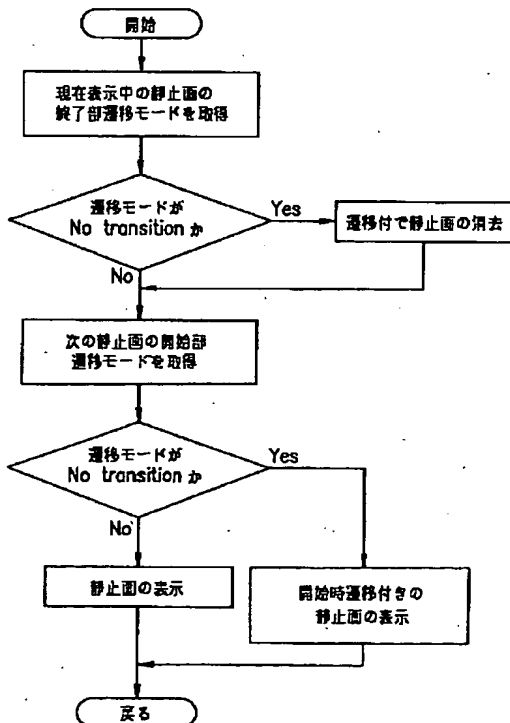 開始
現在表示中の静止画の
終了部遷移モードを取得
遷移モードが
No transition か
Yes
遷移付で静止画の消去
No
次の静止画の開始部
遷移モードを取得
遷移モードが
No transition か
Yes
No
静止画の表示
開始時遷移付きの
静止画の表示
戻る